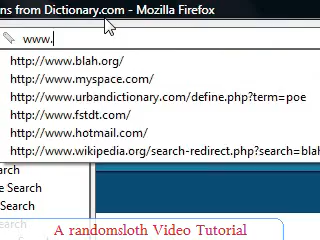 ns from Dictionary.com - Mozilla Firefox
www.
http://www.blah.org/
http://www.myspace.com/
http://www.urbandictionary.com/define.php?term=poe
http://www.fstdt.com/
http://www.hotmail.com/
http://www.wikipedia.org/search-redirect.php?search=blah
arch
e Search
Search
A randomsloth Video Tutorial